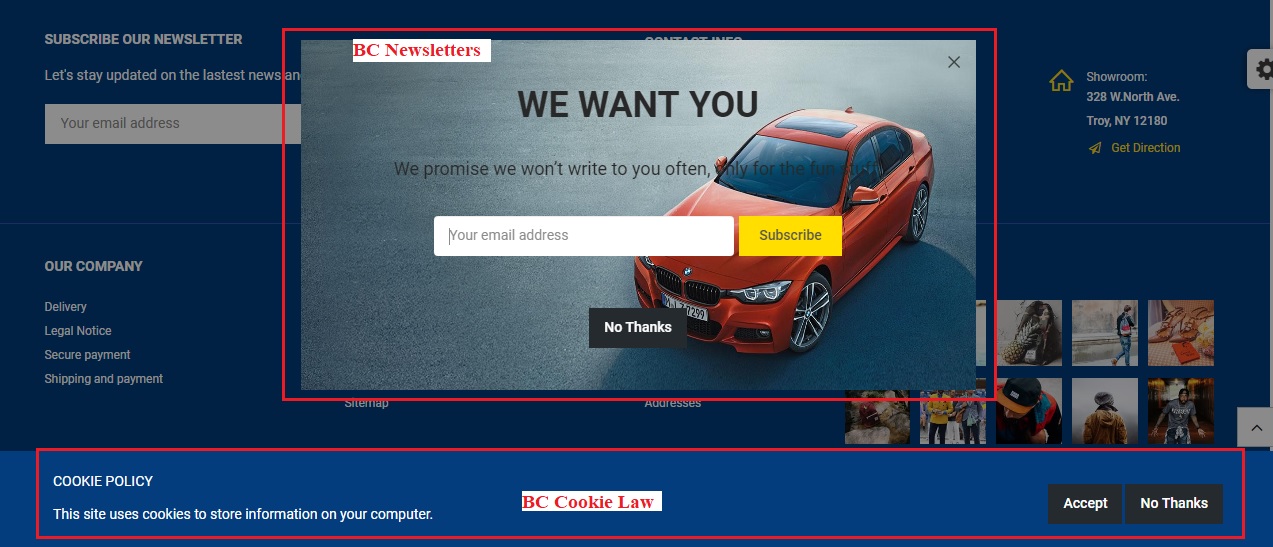 SUBSCRIBE OUR NEWSLETTER
Let's stay updated on the lastest news an
Your email address
BC Newsletters
WE WANT YOU
We promise we won't write to you often, only for the fun stuff
Your email address
Subscribe
No Thanks
CONTACT INFO
Showroom:
328 W.North Ave.
Troy, NY 12180
Get Direction
OUR COMPANY
Delivery
Legal Notice
Secure payment
Shipping and payment
Sitemap
Addresses
COOKIE POLICY
This site uses cookies to store information on your computer.
BC Cookie Law
Accept
No Thanks